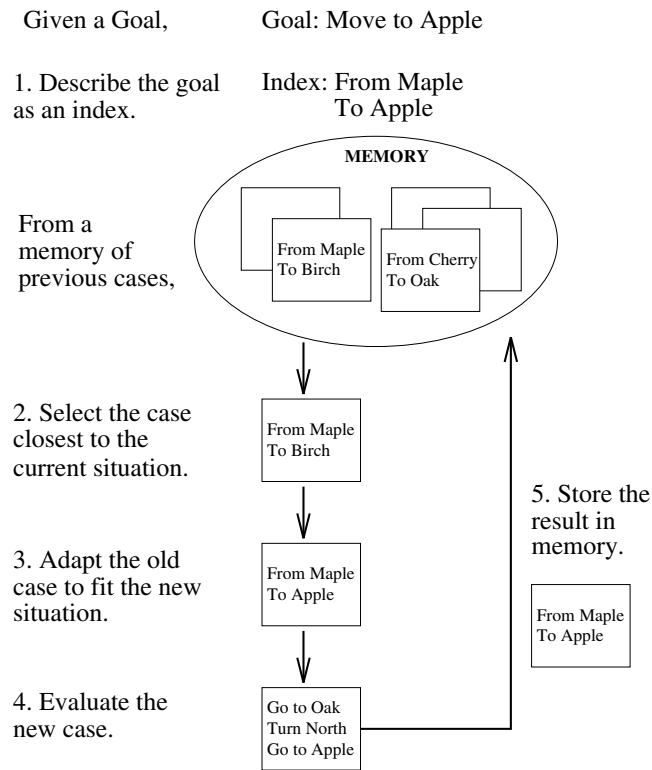 Given a Goal,
Goal: Move to Apple
1. Describe the goal
as an index.
Index: From Maple
To Apple
MEMORY
From a
memory of
previous cases,
From Maple
To Birch
From Cherry
To Oak
2. Select the case
closest to the
current situation.
From Maple
To Birch
3. Adapt the old
case to fit the new
situation.
From Maple
To Apple
5. Store the
result in
memory.
From Maple
To Apple
4. Evaluate the
new case.
Go to Oak
Turn North
Go to Apple